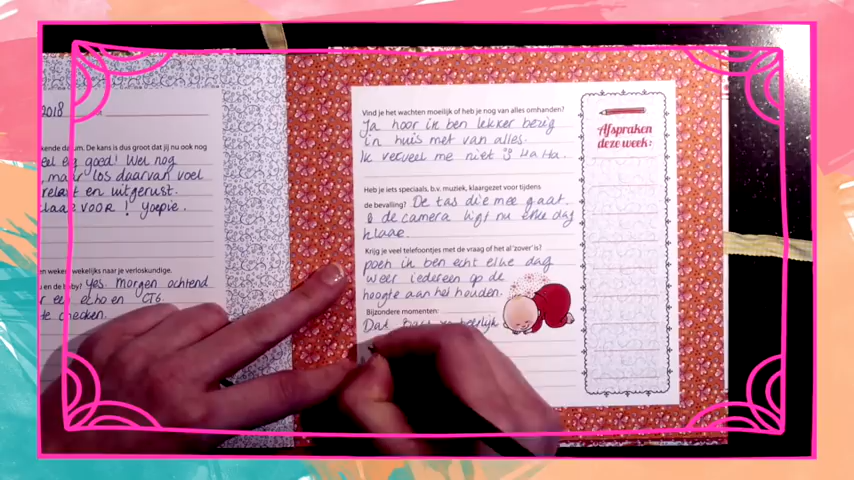 2018
kende datum. De kans is dus groot dat jij nu ook nog
goed! Wel nog
maar los daarvan voel
relaxt en uitgerust.
klaar VOOR! Yoepie.
en weken wekelijks naar je verloskundige.
u en de baby? Yes. Morgen ochtend
een echo en CTG.
te checken.
Vind je het wachten moeilijk of heb je nog van alles omhanden?
Ja hoor ik ben lekker bezig
in huis met van alles.
Ik verveel me niet :) Ha Ha.
Heb je iets speciaals, b.v. muziek, klaargezet voor tijdens
de bevalling? De tas die mee gaat.
& de camera ligt nu elke dag
klaar.
Krijg je veel telefoontjes met de vraag of het al 'zover' is?
poeh ik ben echt elke dag
weer iedereen op de
hoogte aan het houden.
Bijzondere momenten:
Dat
Afspraken
deze week: